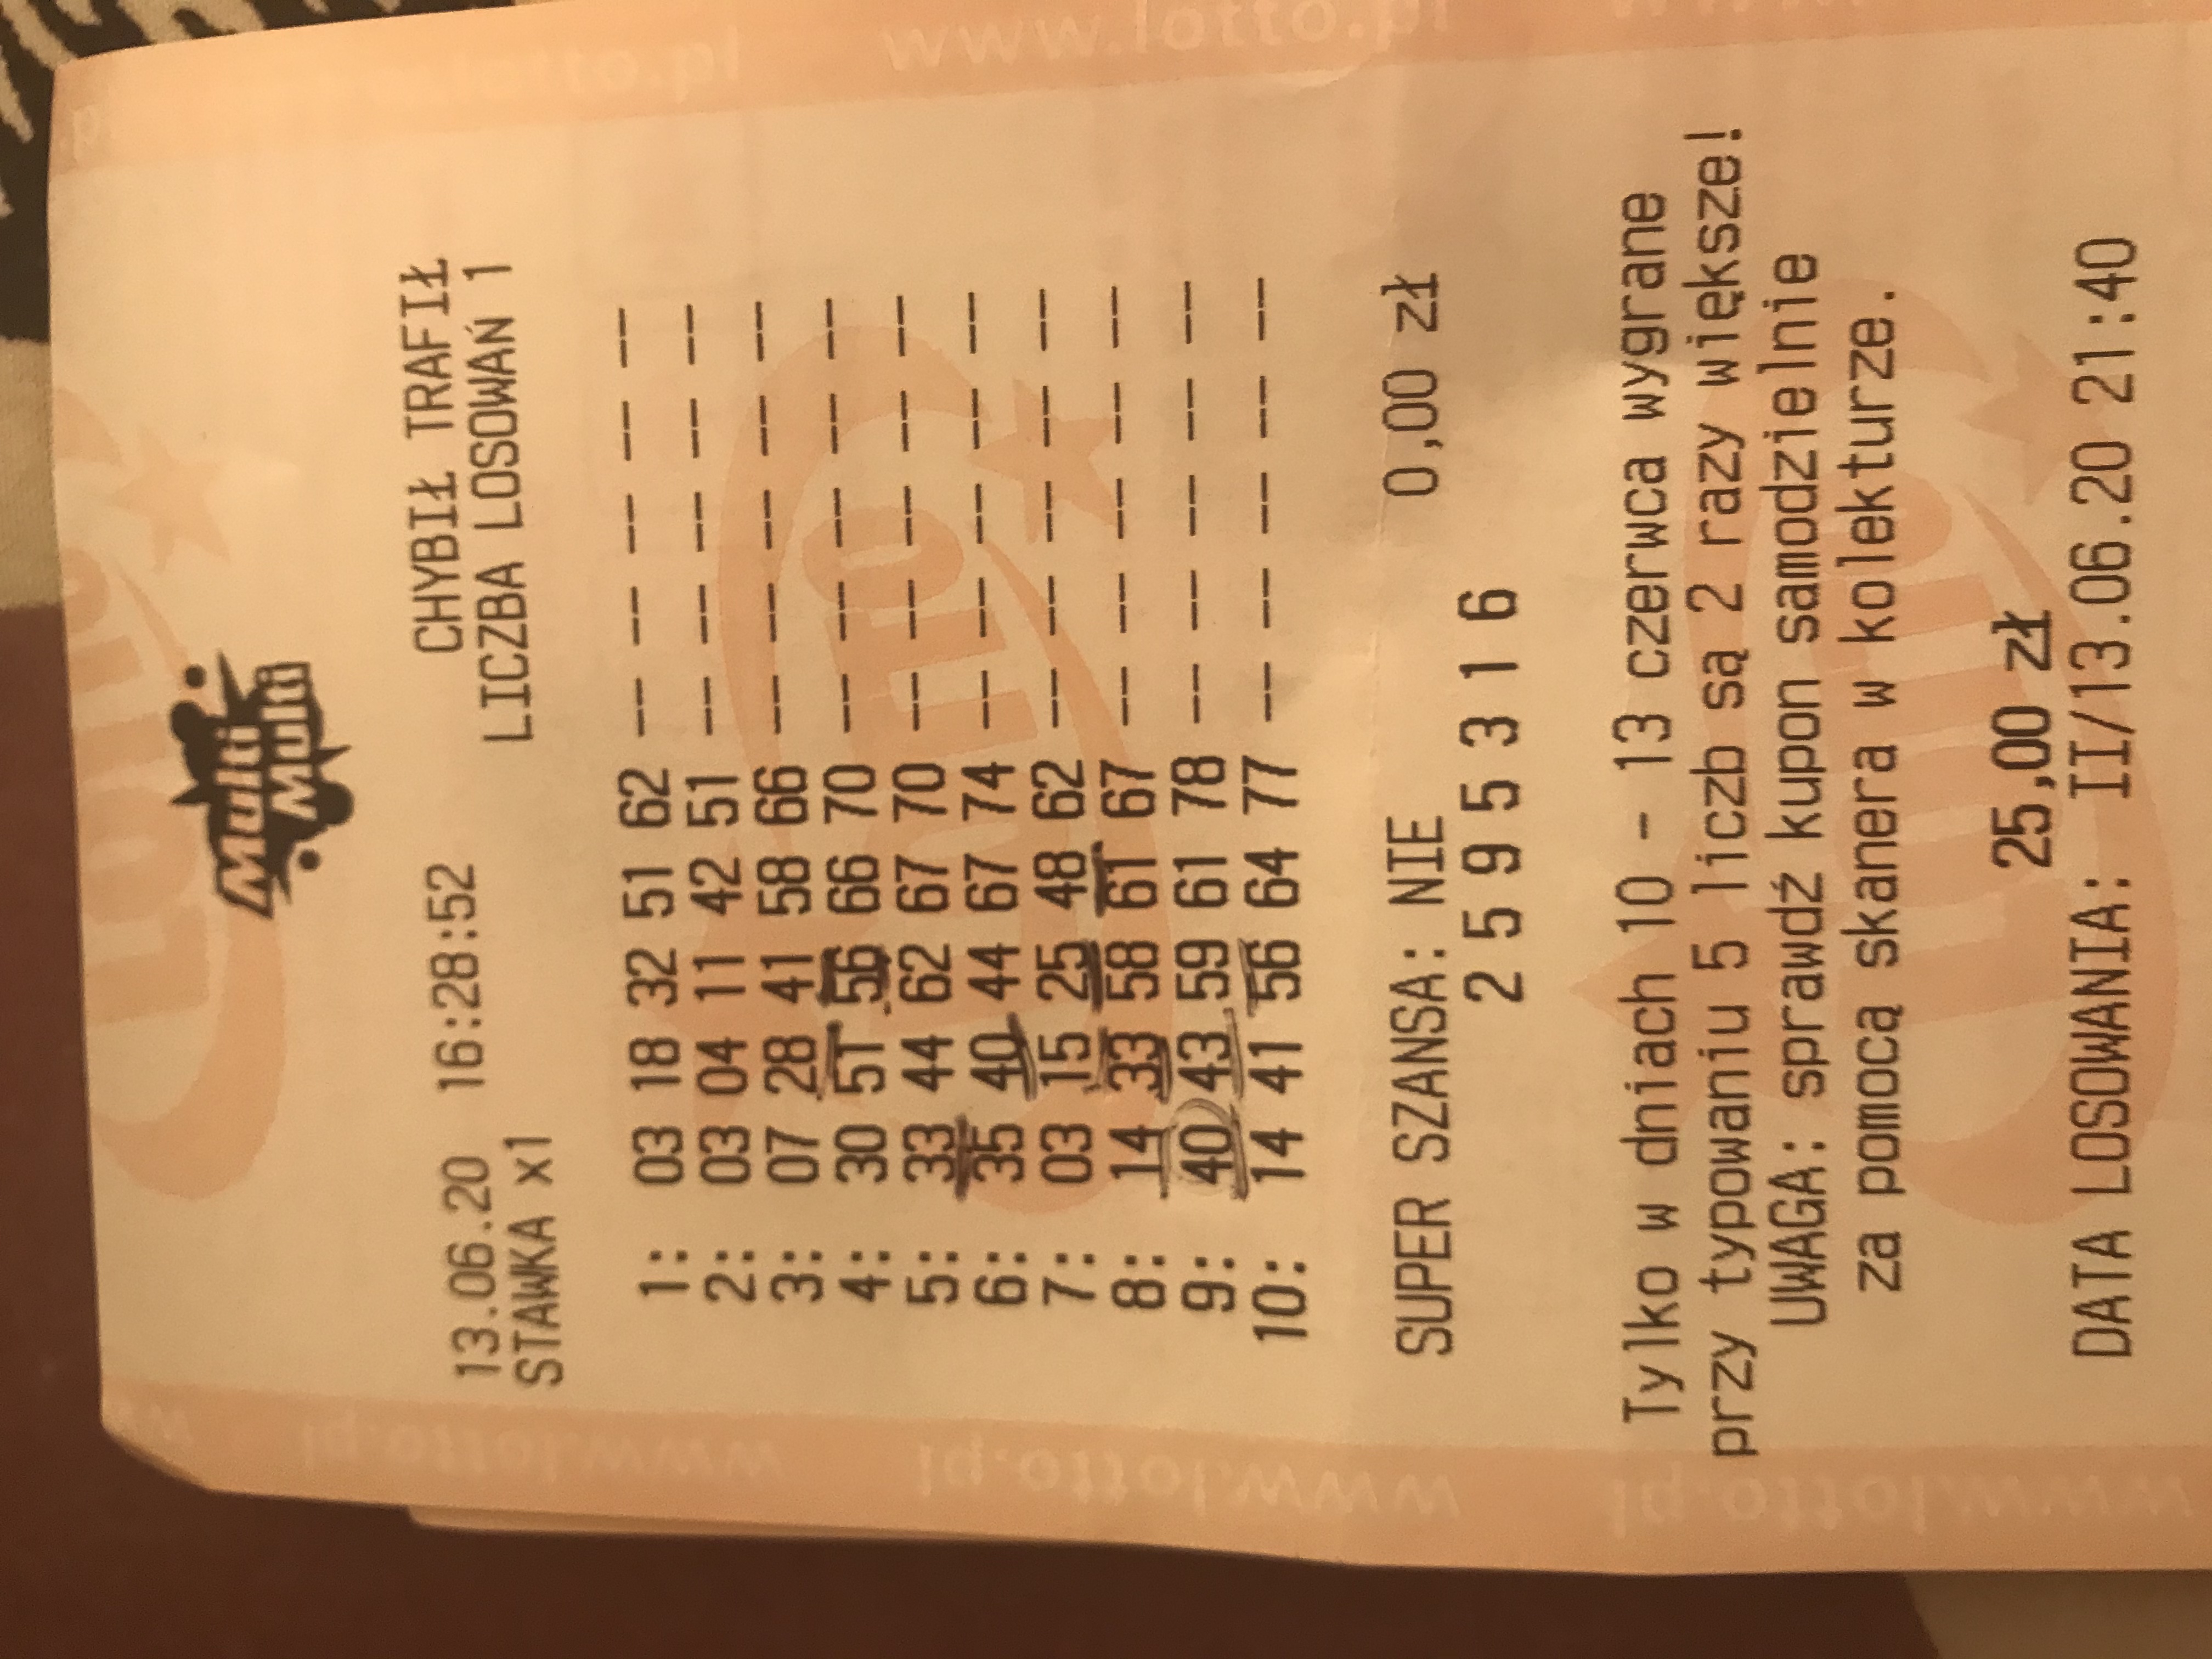 www.lotto.pl
Multi
Multi
13.06.20 16:28:52 CHYBIŁ TRAFIŁ
STAWKA x1 LICZBA LOSOWAŃ 1
1: 03 18 32 51 62 -- -- -- -- --
2: 03 04 11 42 51 -- -- -- -- --
3: 07 28 41 58 66 -- -- -- -- --
4: 30 51 56 66 70 -- -- -- -- --
5: 33 44 62 67 70 -- -- -- -- --
6: 35 40 44 67 74 -- -- -- -- --
7: 03 15 25 48 62 -- -- -- -- --
8: 14 33 58 61 67 -- -- -- -- --
9: 40 43 59 61 78 -- -- -- -- --
10: 14 41 56 64 77 -- -- -- -- --
SUPER SZANSA: NIE 0,00 zł
2 5 9 5 3 1 6
Tylko w dniach 10 - 13 czerwca wygrane
przy typowaniu 5 liczb są 2 razy większe!
UWAGA: sprawdź kupon samodzielnie
za pomocą skanera w kolekturze.
25,00 zł
DATA LOSOWANIA: II/13.06.20 21:40
www.lotto.pl
www.lotto.pl